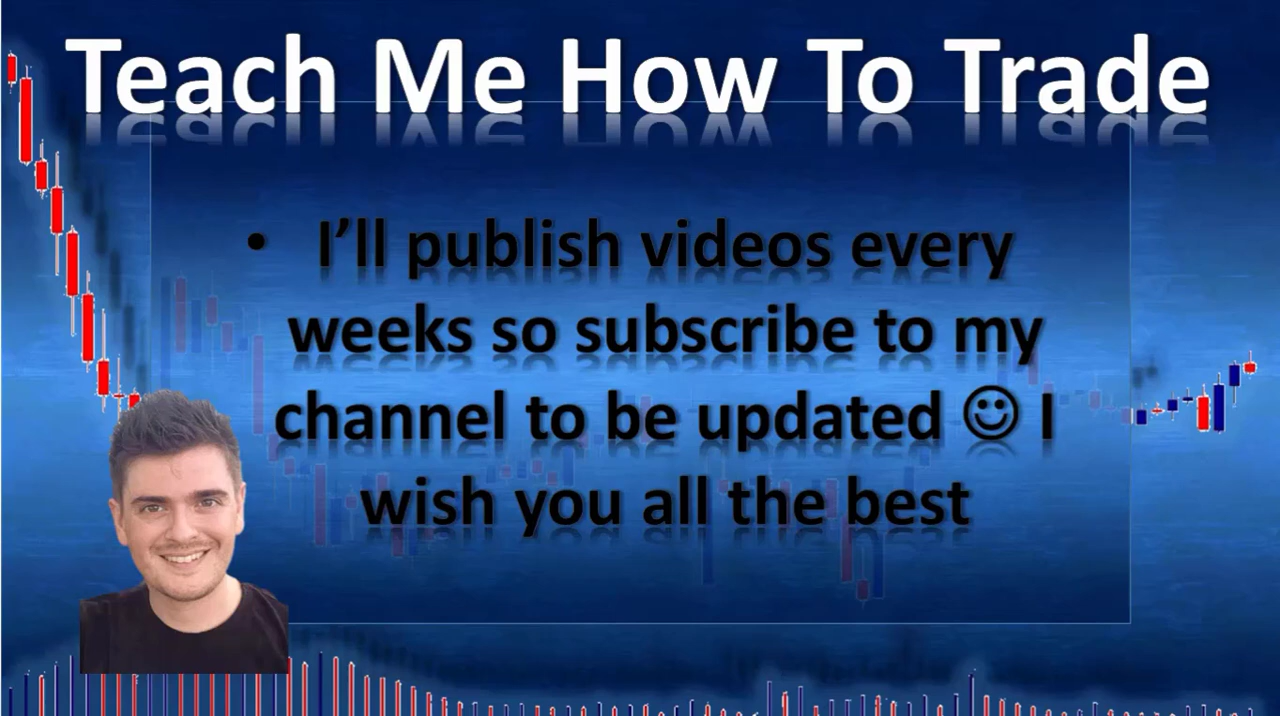 Teach Me How To Trade
• I’ll publish videos every
weeks so subscribe to my
channel to be updated ☺ I
wish you all the best